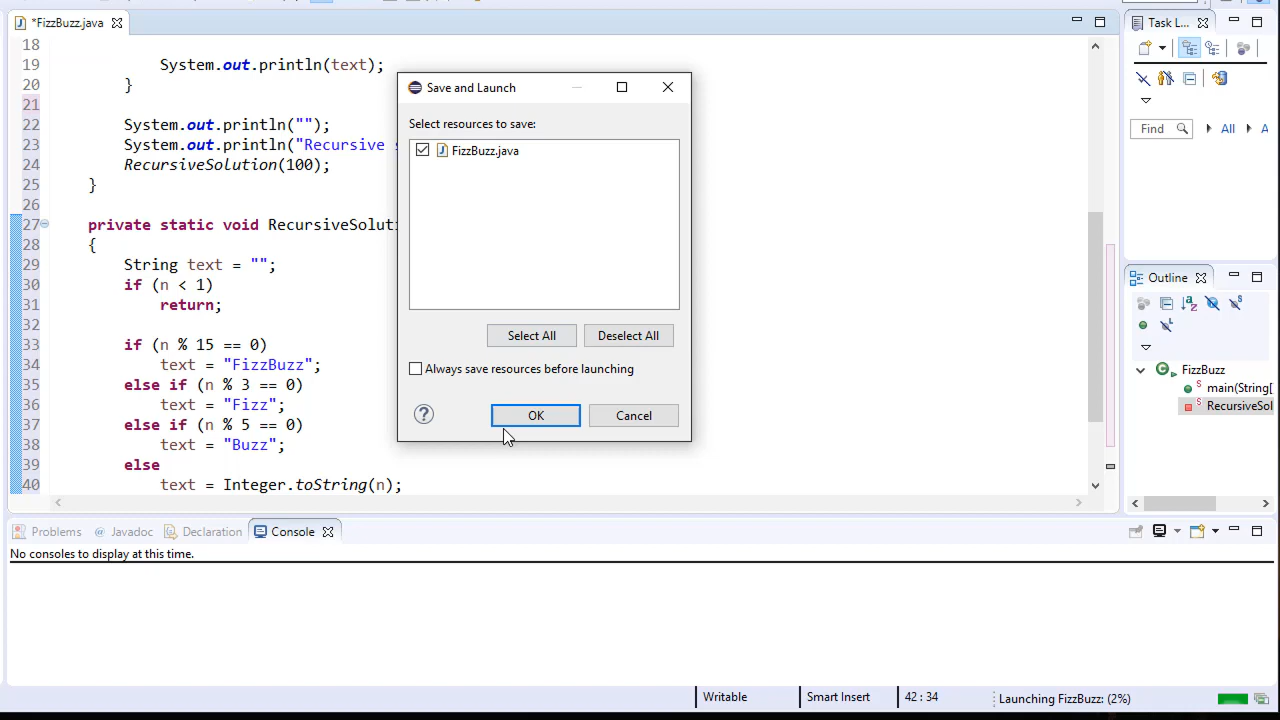 *FizzBuzz.java
Task L...
18
19 System.out.println(text);
20 }
21
22 System.out.println("");
23 System.out.println("Recursive s
24 RecursiveSolution(100);
25 }
26
27 private static void RecursiveSoluti
28 {
29 String text = "";
30 if (n < 1)
31 return;
32
33 if (n % 15 == 0)
34 text = "FizzBuzz";
35 else if (n % 3 == 0)
36 text = "Fizz";
37 else if (n % 5 == 0)
38 text = "Buzz";
39 else
40 text = Integer.toString(n);
Save and Launch
Select resources to save:
FizzBuzz.java
Select All Deselect All
Always save resources before launching
OK Cancel
Find All A
Outline
FizzBuzz
main(String[
RecursiveSol
Problems @ Javadoc Declaration Console
No consoles to display at this time.
Writable Smart Insert 42 : 34 Launching FizzBuzz: (2%)